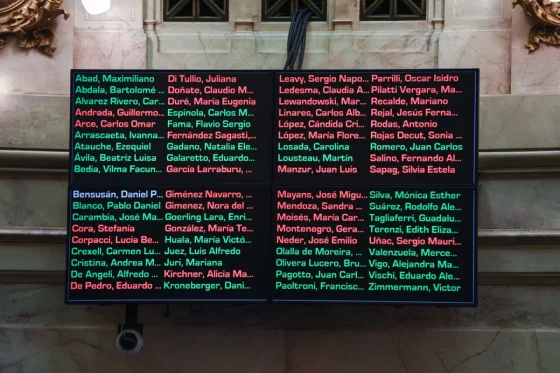 Abad, Maximiliano
Abdala, Bartolomé ...
Alvarez Rivero, Car...
Andrada, Guillermo...
Arce, Carlos Omar
Arrascaeta, Ivanna...
Atauche, Ezequiel
Ávila, Beatriz Luisa
Bedia, Vilma Facun...
Di Tullio, Juliana
Doñate, Claudio M...
Duré, María Eugenia
Espínola, Carlos M...
Fama, Flavio Sergio
Fernández Sagasti,...
Gadano, Natalia Ele...
Galaretto, Eduardo...
García Larraburu, ...
Leavy, Sergio Napo...
Ledesma, Claudia A...
Lewandowski, Mar...
Linares, Carlos Alb...
López, Cándida Cri...
López, María Flore...
Losada, Carolina
Lousteau, Martín
Manzur, Juan Luis
Parrilli, Oscar Isidro
Pilatti Vergara, Ma...
Recalde, Mariano
Rejal, Jesús Ferna...
Rodas, Antonio
Rojas Decut, Sonia ...
Romero, Juan Carlos
Salino, Fernando Al...
Sapag, Silvia Estela
Bensusán, Daniel P...
Blanco, Pablo Daniel
Carambia, José Ma...
Cora, Stefanía
Corpacci, Lucia Be...
Crexell, Carmen Lu...
Cristina, Andrea M...
De Angeli, Alfredo ...
De Pedro, Eduardo ...
Giménez Navarro, ...
Gimenez, Nora del ...
Goerling Lara, Enri...
González, María Te...
Huala, María Victó...
Juez, Luis Alfredo
Juri, Mariana
Kirchner, Alicia Ma...
Kroneberger, Dani...
Mayans, José Migu...
Mendoza, Sandra ...
Moisés, María Car...
Montenegro, Gera...
Neder, José Emilio
Olalla de Moreira, ...
Olivera Lucero, Bru...
Pagotto, Juan Carl...
Paoltroni, Francisc...
Silva, Mónica Esther
Suárez, Rodolfo Ale...
Tagliaferri, Guadalu...
Terenzi, Edith Eliza...
Uñac, Sergio Mauri...
Valenzuela, Merce...
Vigo, Alejandra Ma...
Vischi, Eduardo Ale...
Zimmermann, Victor